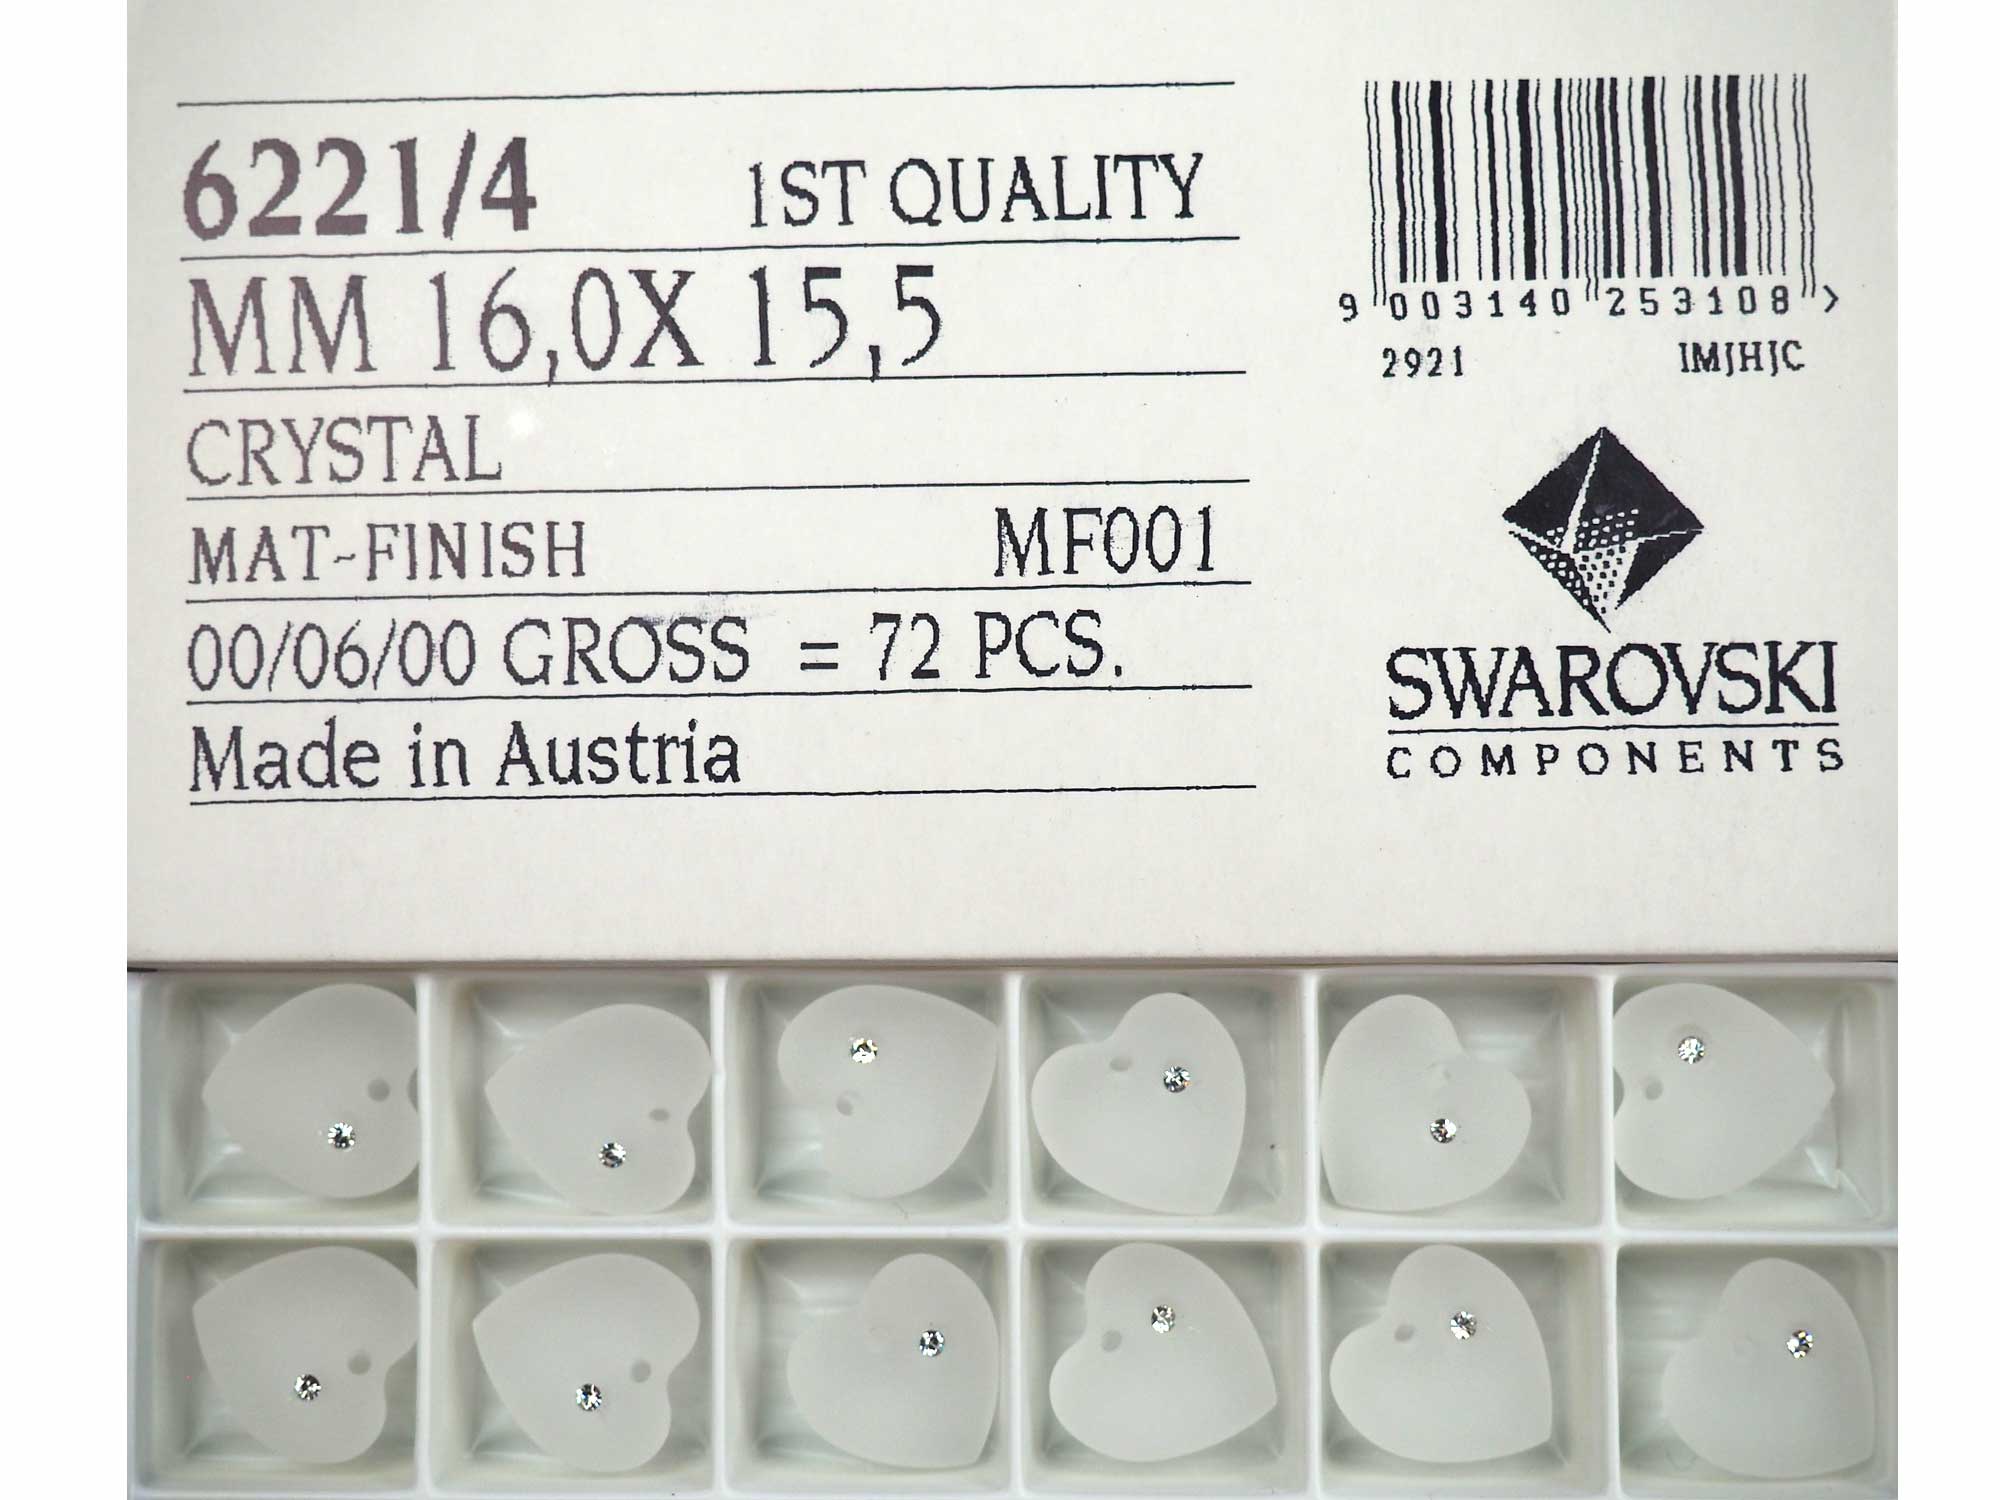 6221/4 1ST QUALITY
MM 16,0X 15,5
CRYSTAL
MAT-FINISH MF001
00/06/00 GROSS = 72 PCS.
Made in Austria
9 003140 253108 >
2921 IMJHJC
SWAROVSKI
COMPONENTS